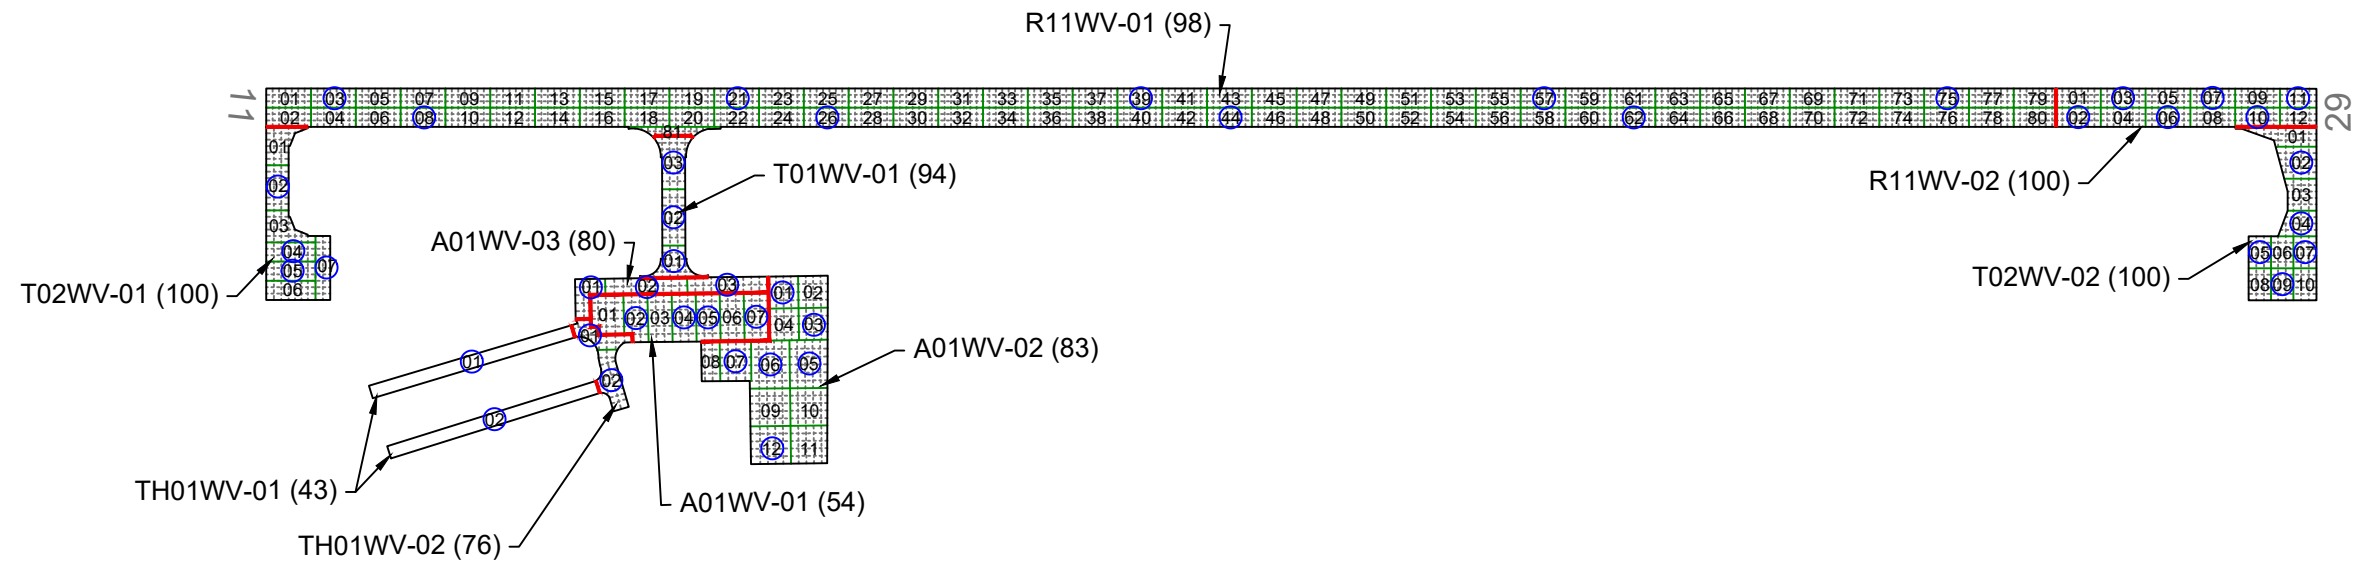 R11WV-01 (98)
11
01 03 05 07 09 11 13 15 17 19 21 23 25 27 29 31 33 35 37 39 41 43 45 47 49 51 53 55 57 59 61 63 65 67 69 71 73 75 77 79 01 03 05 07 09 11
02 04 06 08 10 12 14 16 18 20 22 24 26 28 30 32 34 36 38 40 42 44 46 48 50 52 54 56 58 60 62 64 66 68 70 72 74 76 78 80 02 04 06 08 10 12
29
81
01
02
03
04
05
06
07
T02WV-01 (100)
03
02
01
T01WV-01 (94)
R11WV-02 (100)
01
02
03
04
05 06 07
08 09 10
T02WV-02 (100)
A01WV-03 (80)
01 02 03
01 02 03 04 05 06 07
01 02
04 03
08 07 06 05
09 10
12 11
A01WV-02 (83)
01
02
01
02
TH01WV-01 (43)
A01WV-01 (54)
TH01WV-02 (76)